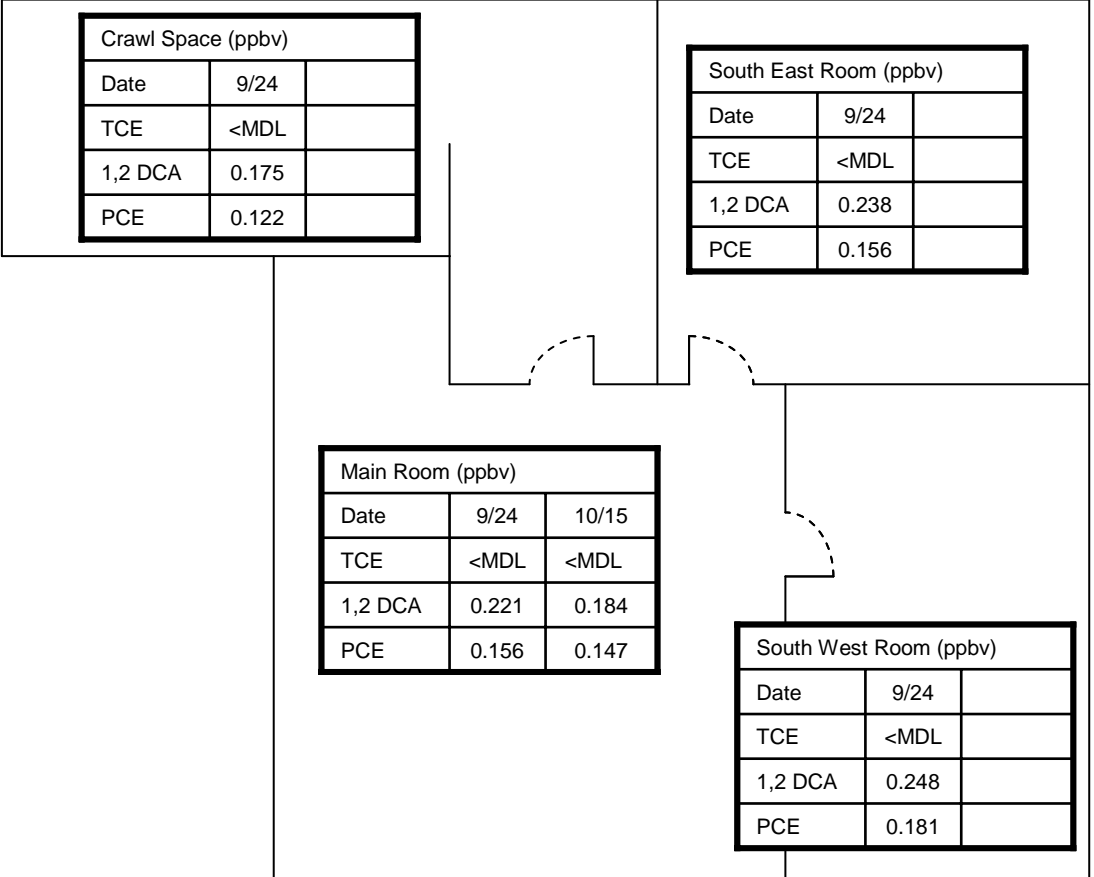 Crawl Space (ppbv)
Date 9/24
TCE <MDL
1,2 DCA 0.175
PCE 0.122
South East Room (ppbv)
Date 9/24
TCE <MDL
1,2 DCA 0.238
PCE 0.156
Main Room (ppbv)
Date 9/24 10/15
TCE <MDL <MDL
1,2 DCA 0.221 0.184
PCE 0.156 0.147
South West Room (ppbv)
Date 9/24
TCE <MDL
1,2 DCA 0.248
PCE 0.181